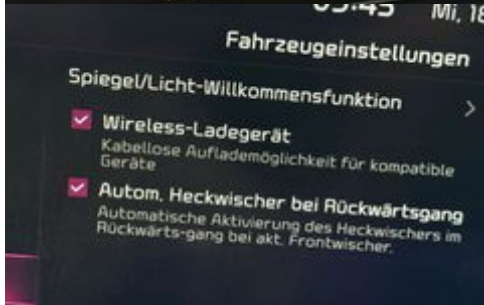 Mi. 18
Fahrzeugeinstellungen
Spiegel/Licht-Willkommensfunktion
Wireless-Ladegerät
Kabellose Auflademöglichkeit für kompatible
Geräte
Autom. Heckwischer bei Rückwärtsgang
Automatische Aktivierung des Heckwischers im
Rückwärts-gang bei akt. Frontwischer.